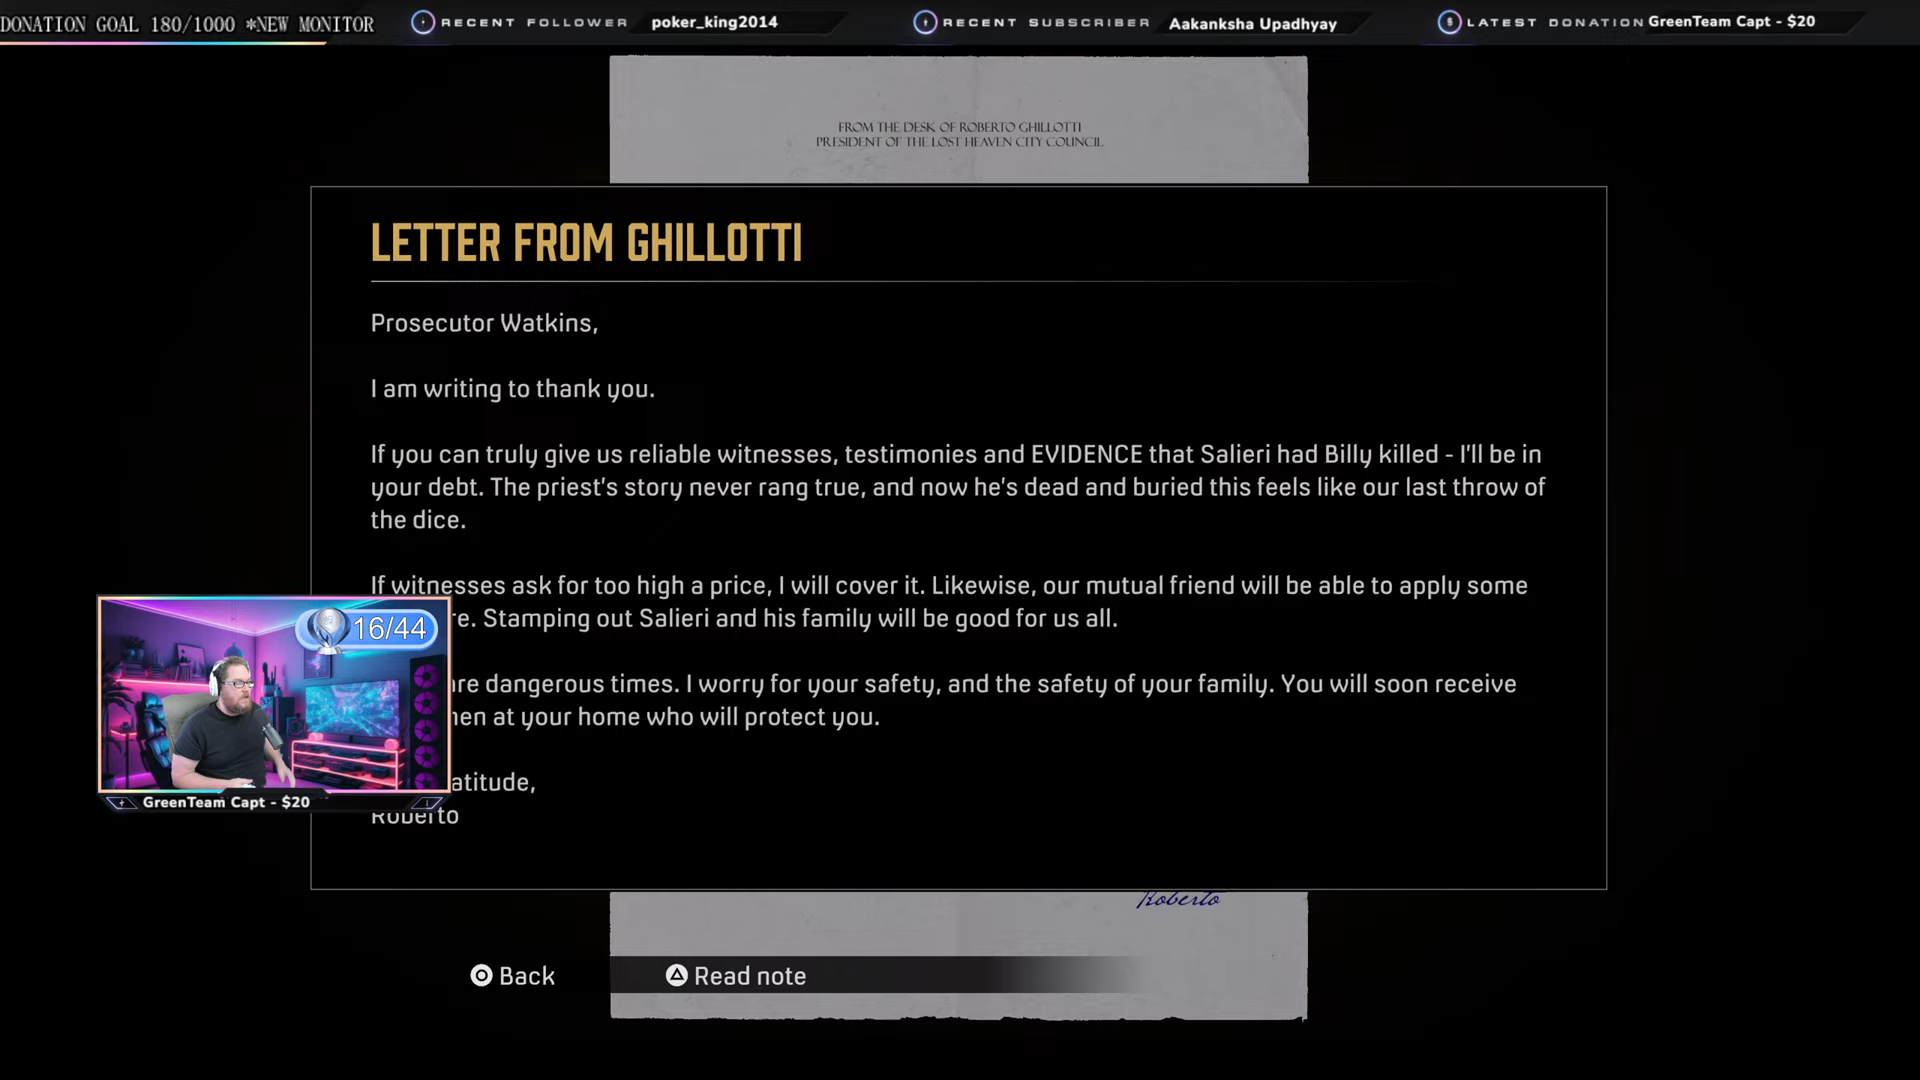 DONATION GOAL 180/1000 *NEW MONITOR
RECENT FOLLOWER poker_king2014
RECENT SUBSCRIBER Aakanksha Upadhyay
LATEST DONATION GreenTeam Capt - $20
FROM THE DESK OF ROBERTO GHILLOTTI
PRESIDENT OF THE LOST HEAVEN CITY COUNCIL
LETTER FROM GHILLOTTI
Prosecutor Watkins,
I am writing to thank you.
If you can truly give us reliable witnesses, testimonies and EVIDENCE that Salieri had Billy killed - I'll be in
your debt. The priest's story never rang true, and now he's dead and buried this feels like our last throw of
the dice.
If witnesses ask for too high a price, I will cover it. Likewise, our mutual friend will be able to apply some
re. Stamping out Salieri and his family will be good for us all.
re dangerous times. I worry for your safety, and the safety of your family. You will soon receive
en at your home who will protect you.
atitude,
Roberto
16/44
GreenTeam Capt - $20
Roberto
Back
Read note